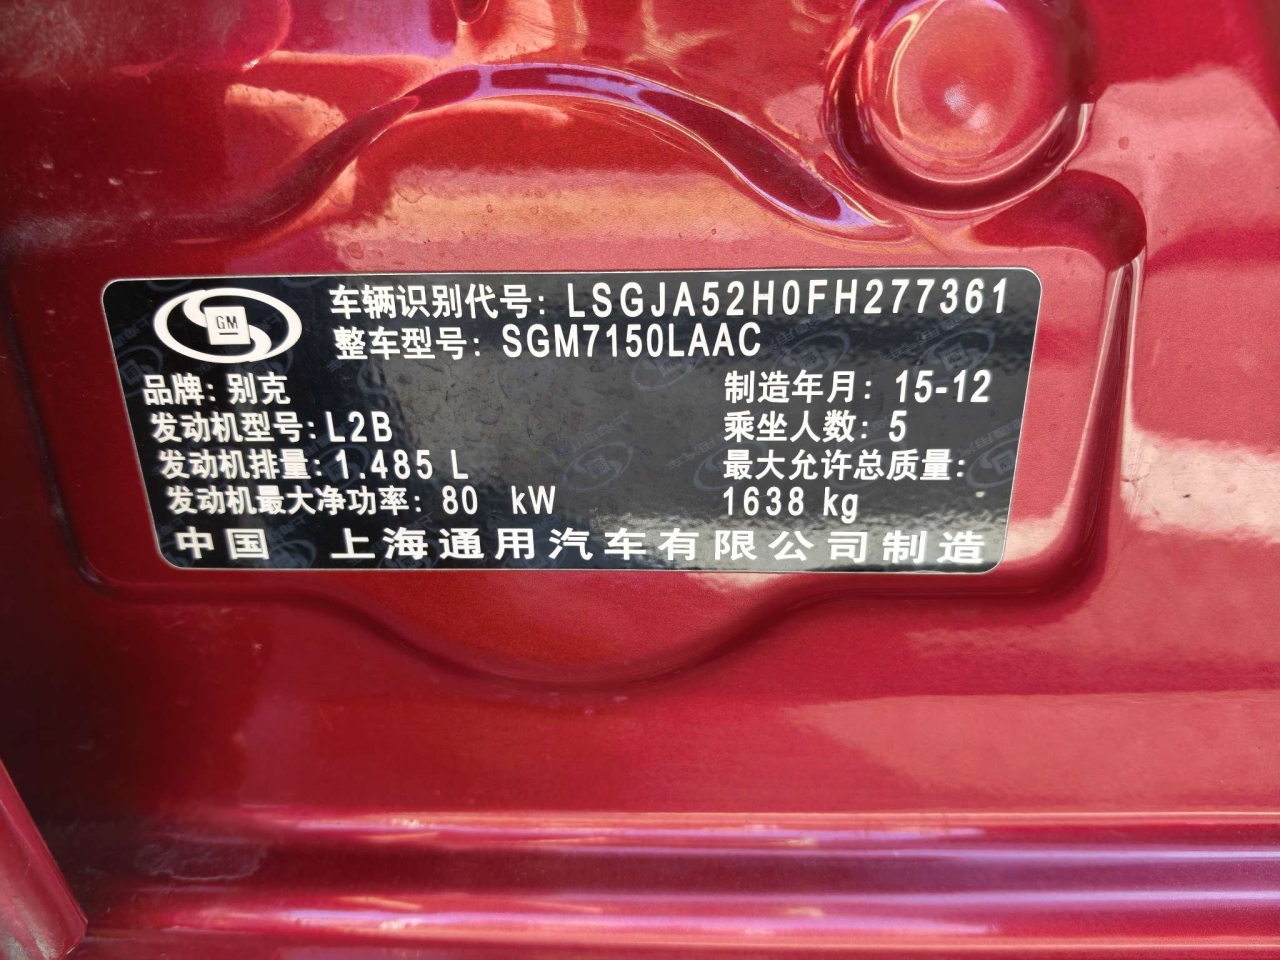 GM
车辆识别代号: LSGJA52H0FH277361
整车型号: SGM7150LAAC
品牌: 别克
制造年月: 15-12
发动机型号: L2B
乘坐人数: 5
发动机排量: 1.485 L
最大允许总质量:
发动机最大净功率: 80 kW
1638 kg
中国 上海通用汽车有限公司制造